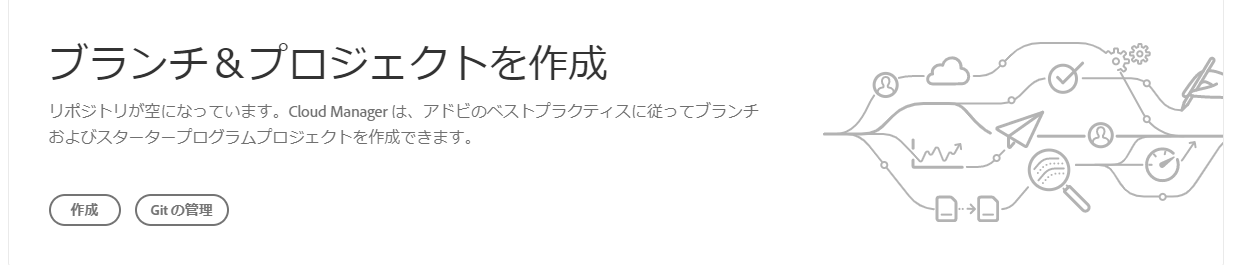 ブランチ＆プロジェクトを作成
リポジトリが空になっています。Cloud Manager は、アドビのベストプラクティスに従ってブランチ
およびスタータープログラムプロジェクトを作成できます。
作成
Git の管理